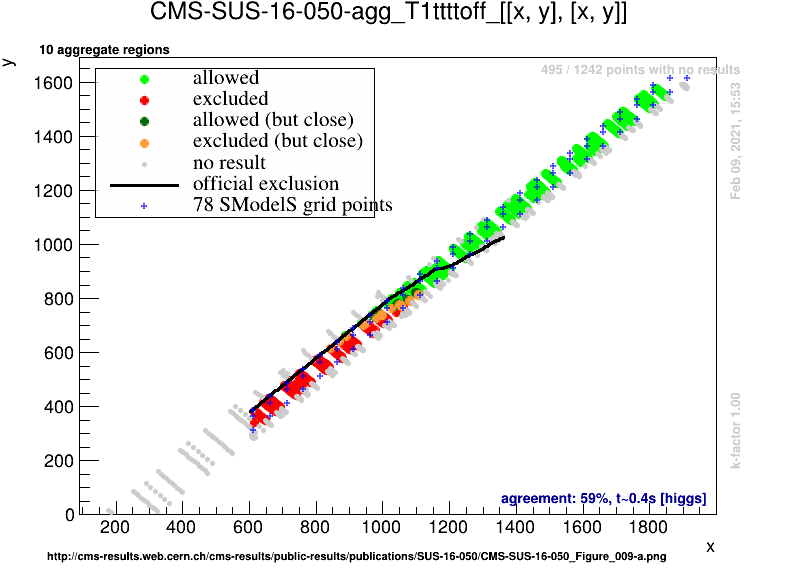 CMS-SUS-16-050-agg_T1ttttoff_[[x, y], [x, y]]
10 aggregate regions
y
495 / 1242 points with no results
allowed
excluded
allowed (but close)
excluded (but close)
no result
official exclusion
78 SModelS grid points
1600
1400
1200
1000
800
600
400
200
0
Feb 09, 2021, 15:53
k-factor 1.00
agreement: 59%, t~0.4s [higgs]
200 400 600 800 1000 1200 1400 1600 1800
x
http://cms-results.web.cern.ch/cms-results/public-results/publications/SUS-16-050/CMS-SUS-16-050_Figure_009-a.png